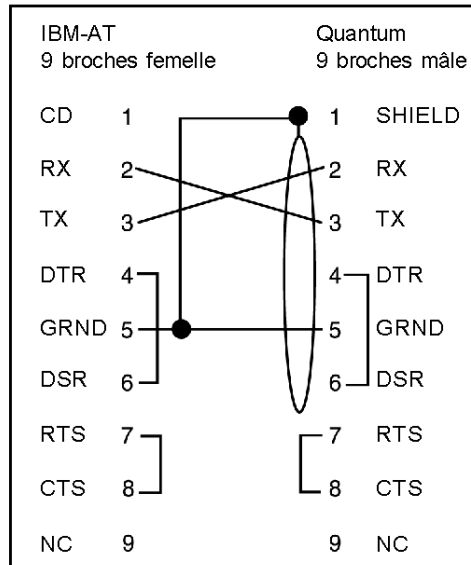 IBM-AT Quantum
9 broches femelle 9 broches mâle
CD 1 1 SHIELD
RX 2 2 RX
TX 3 3 TX
DTR 4 4 DTR
GRND 5 5 GRND
DSR 6 6 DSR
RTS 7 7 RTS
CTS 8 8 CTS
NC 9 9 NC